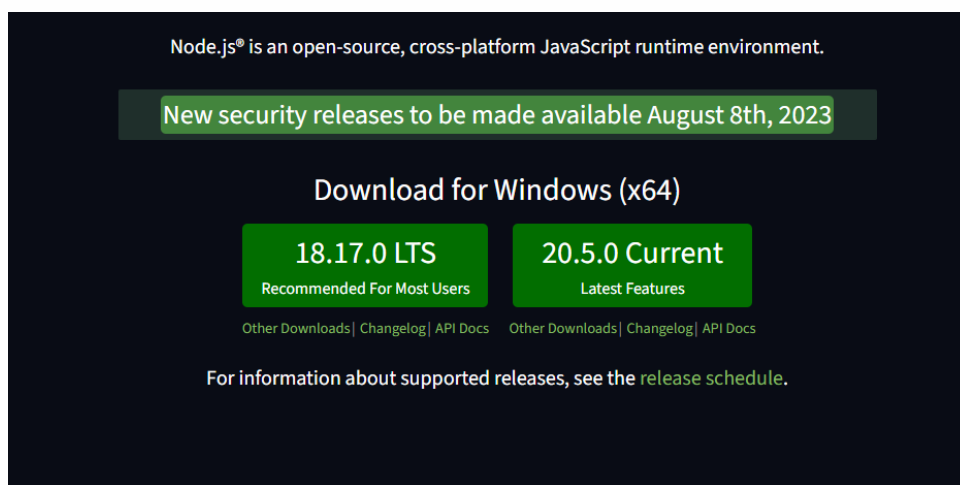 Node.js® is an open-source, cross-platform JavaScript runtime environment.
New security releases to be made available August 8th, 2023
Download for Windows (x64)
18.17.0 LTS
Recommended For Most Users
20.5.0 Current
Latest Features
Other Downloads | Changelog | API Docs
Other Downloads | Changelog | API Docs
For information about supported releases, see the release schedule.